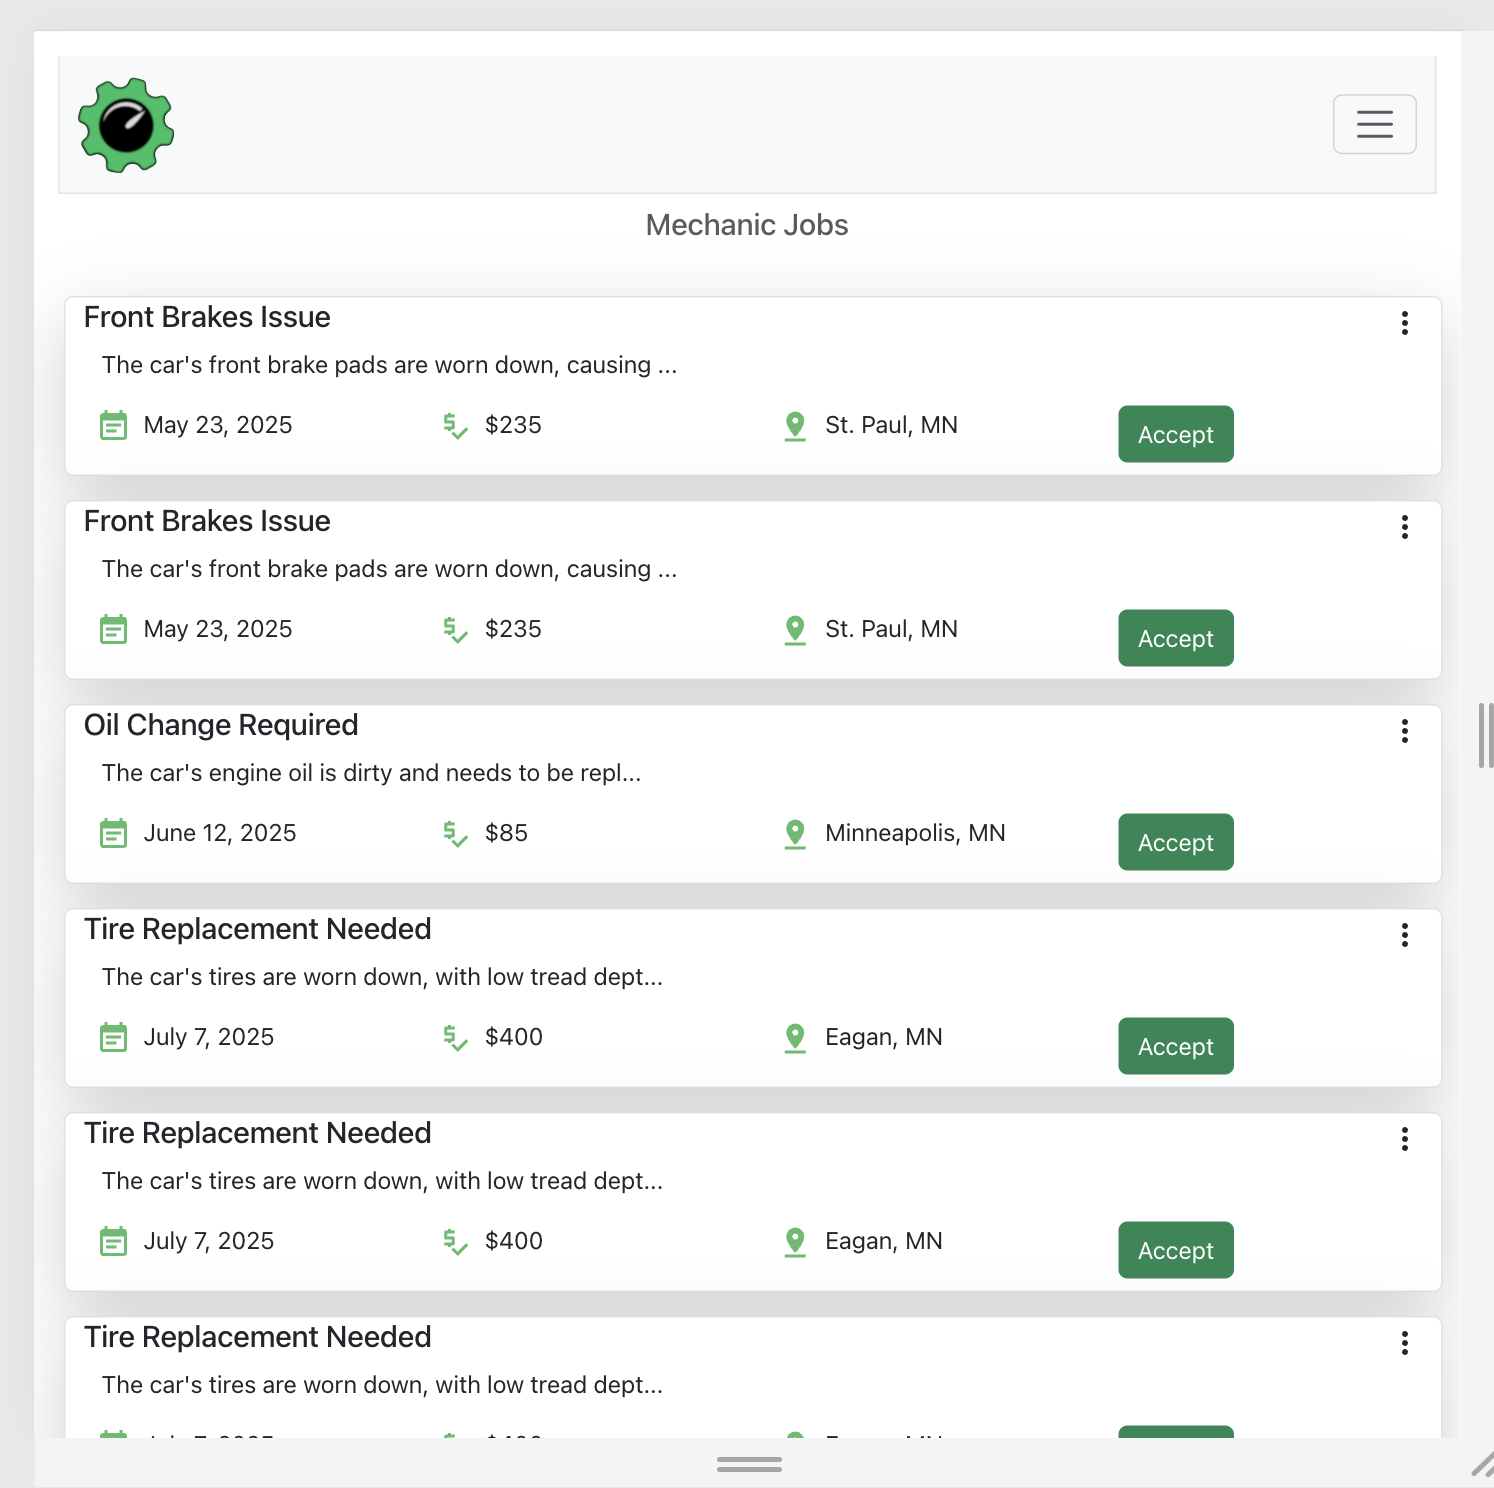 Mechanic Jobs
Front Brakes Issue
The car's front brake pads are worn down, causing ...
May 23, 2025 $235 St. Paul, MN Accept
Front Brakes Issue
The car's front brake pads are worn down, causing ...
May 23, 2025 $235 St. Paul, MN Accept
Oil Change Required
The car's engine oil is dirty and needs to be repl...
June 12, 2025 $85 Minneapolis, MN Accept
Tire Replacement Needed
The car's tires are worn down, with low tread dept...
July 7, 2025 $400 Eagan, MN Accept
Tire Replacement Needed
The car's tires are worn down, with low tread dept...
July 7, 2025 $400 Eagan, MN Accept
Tire Replacement Needed
The car's tires are worn down, with low tread dept...